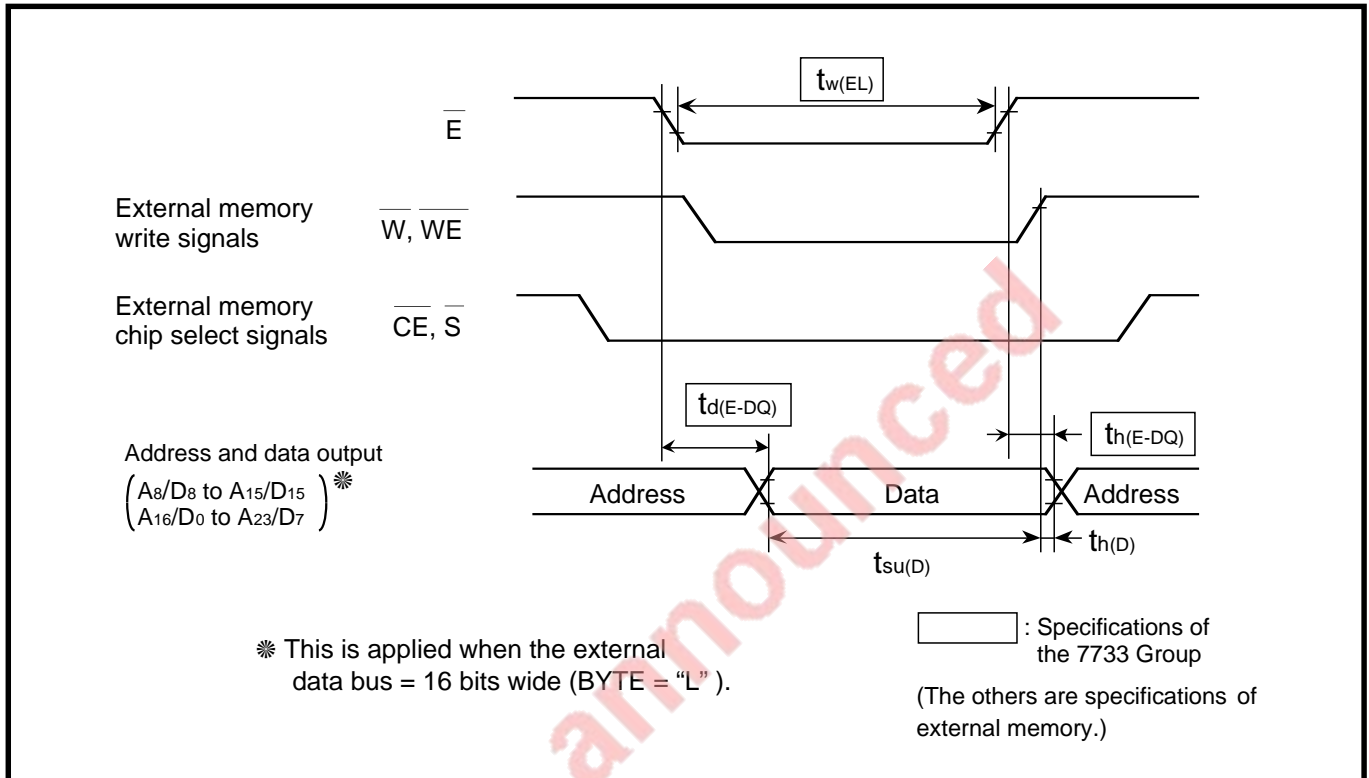 tw(EL)
E
External memory
write signals
W, WE
External memory
chip select signals
CE, S
td(E-DQ)
th(E-DQ)
Address and data output
(A8/D8 to A15/D15
A16/D0 to A23/D7)※
Address
Data
Address
tsu(D)
th(D)
※ This is applied when the external
data bus = 16 bits wide (BYTE = “L” ).
: Specifications of
the 7733 Group
(The others are specifications of
external memory.)
announced